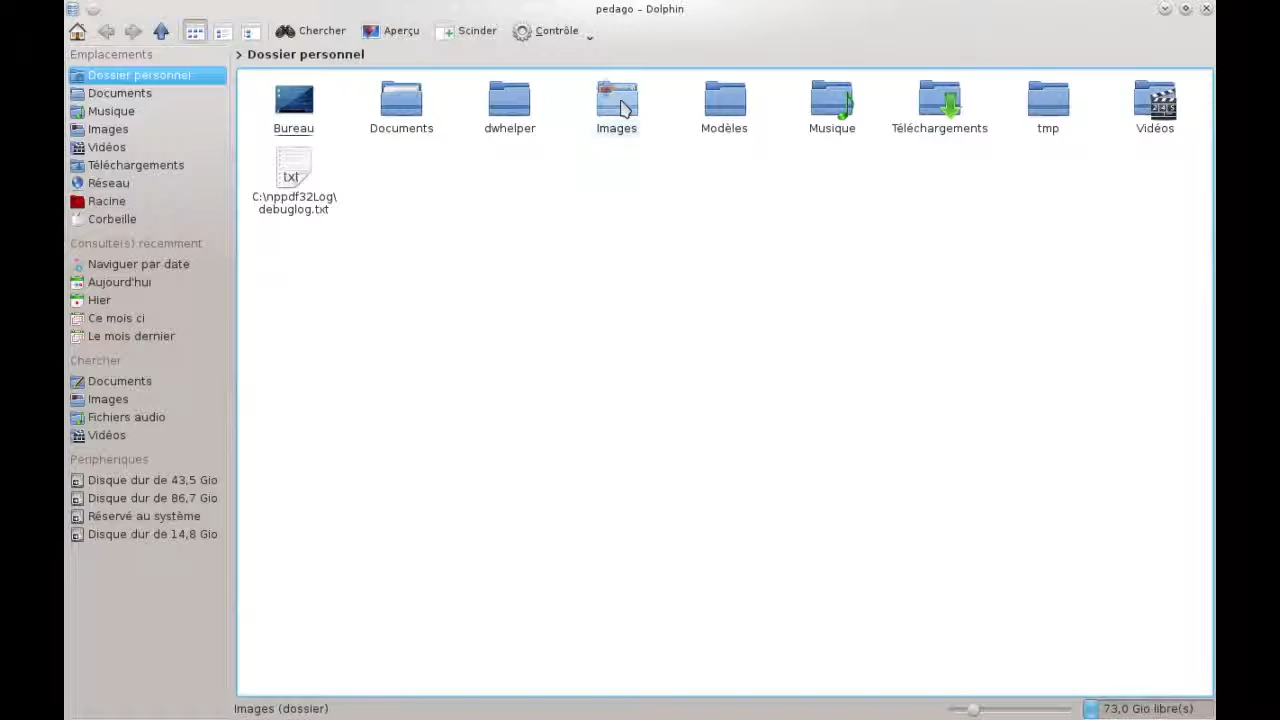 pedago – Dolphin
Chercher
Aperçu
Scinder
Contrôle
Emplacements
Dossier personnel
Documents
Musique
Images
Vidéos
Téléchargements
Réseau
Racine
Corbeille
Consulté(s) récemment
Naviguer par date
Aujourd'hui
Hier
Ce mois ci
Le mois dernier
Chercher
Documents
Images
Fichiers audio
Vidéos
Périphériques
Disque dur de 43,5 Gio
Disque dur de 86,7 Gio
Réservé au système
Disque dur de 14,8 Gio
> Dossier personnel
Bureau
Documents
dwhelper
Images
Modèles
Musique
Téléchargements
tmp
Vidéos
txt
C:\nppdf32Log\
debuglog.txt
Images (dossier)
73,0 Gio libre(s)